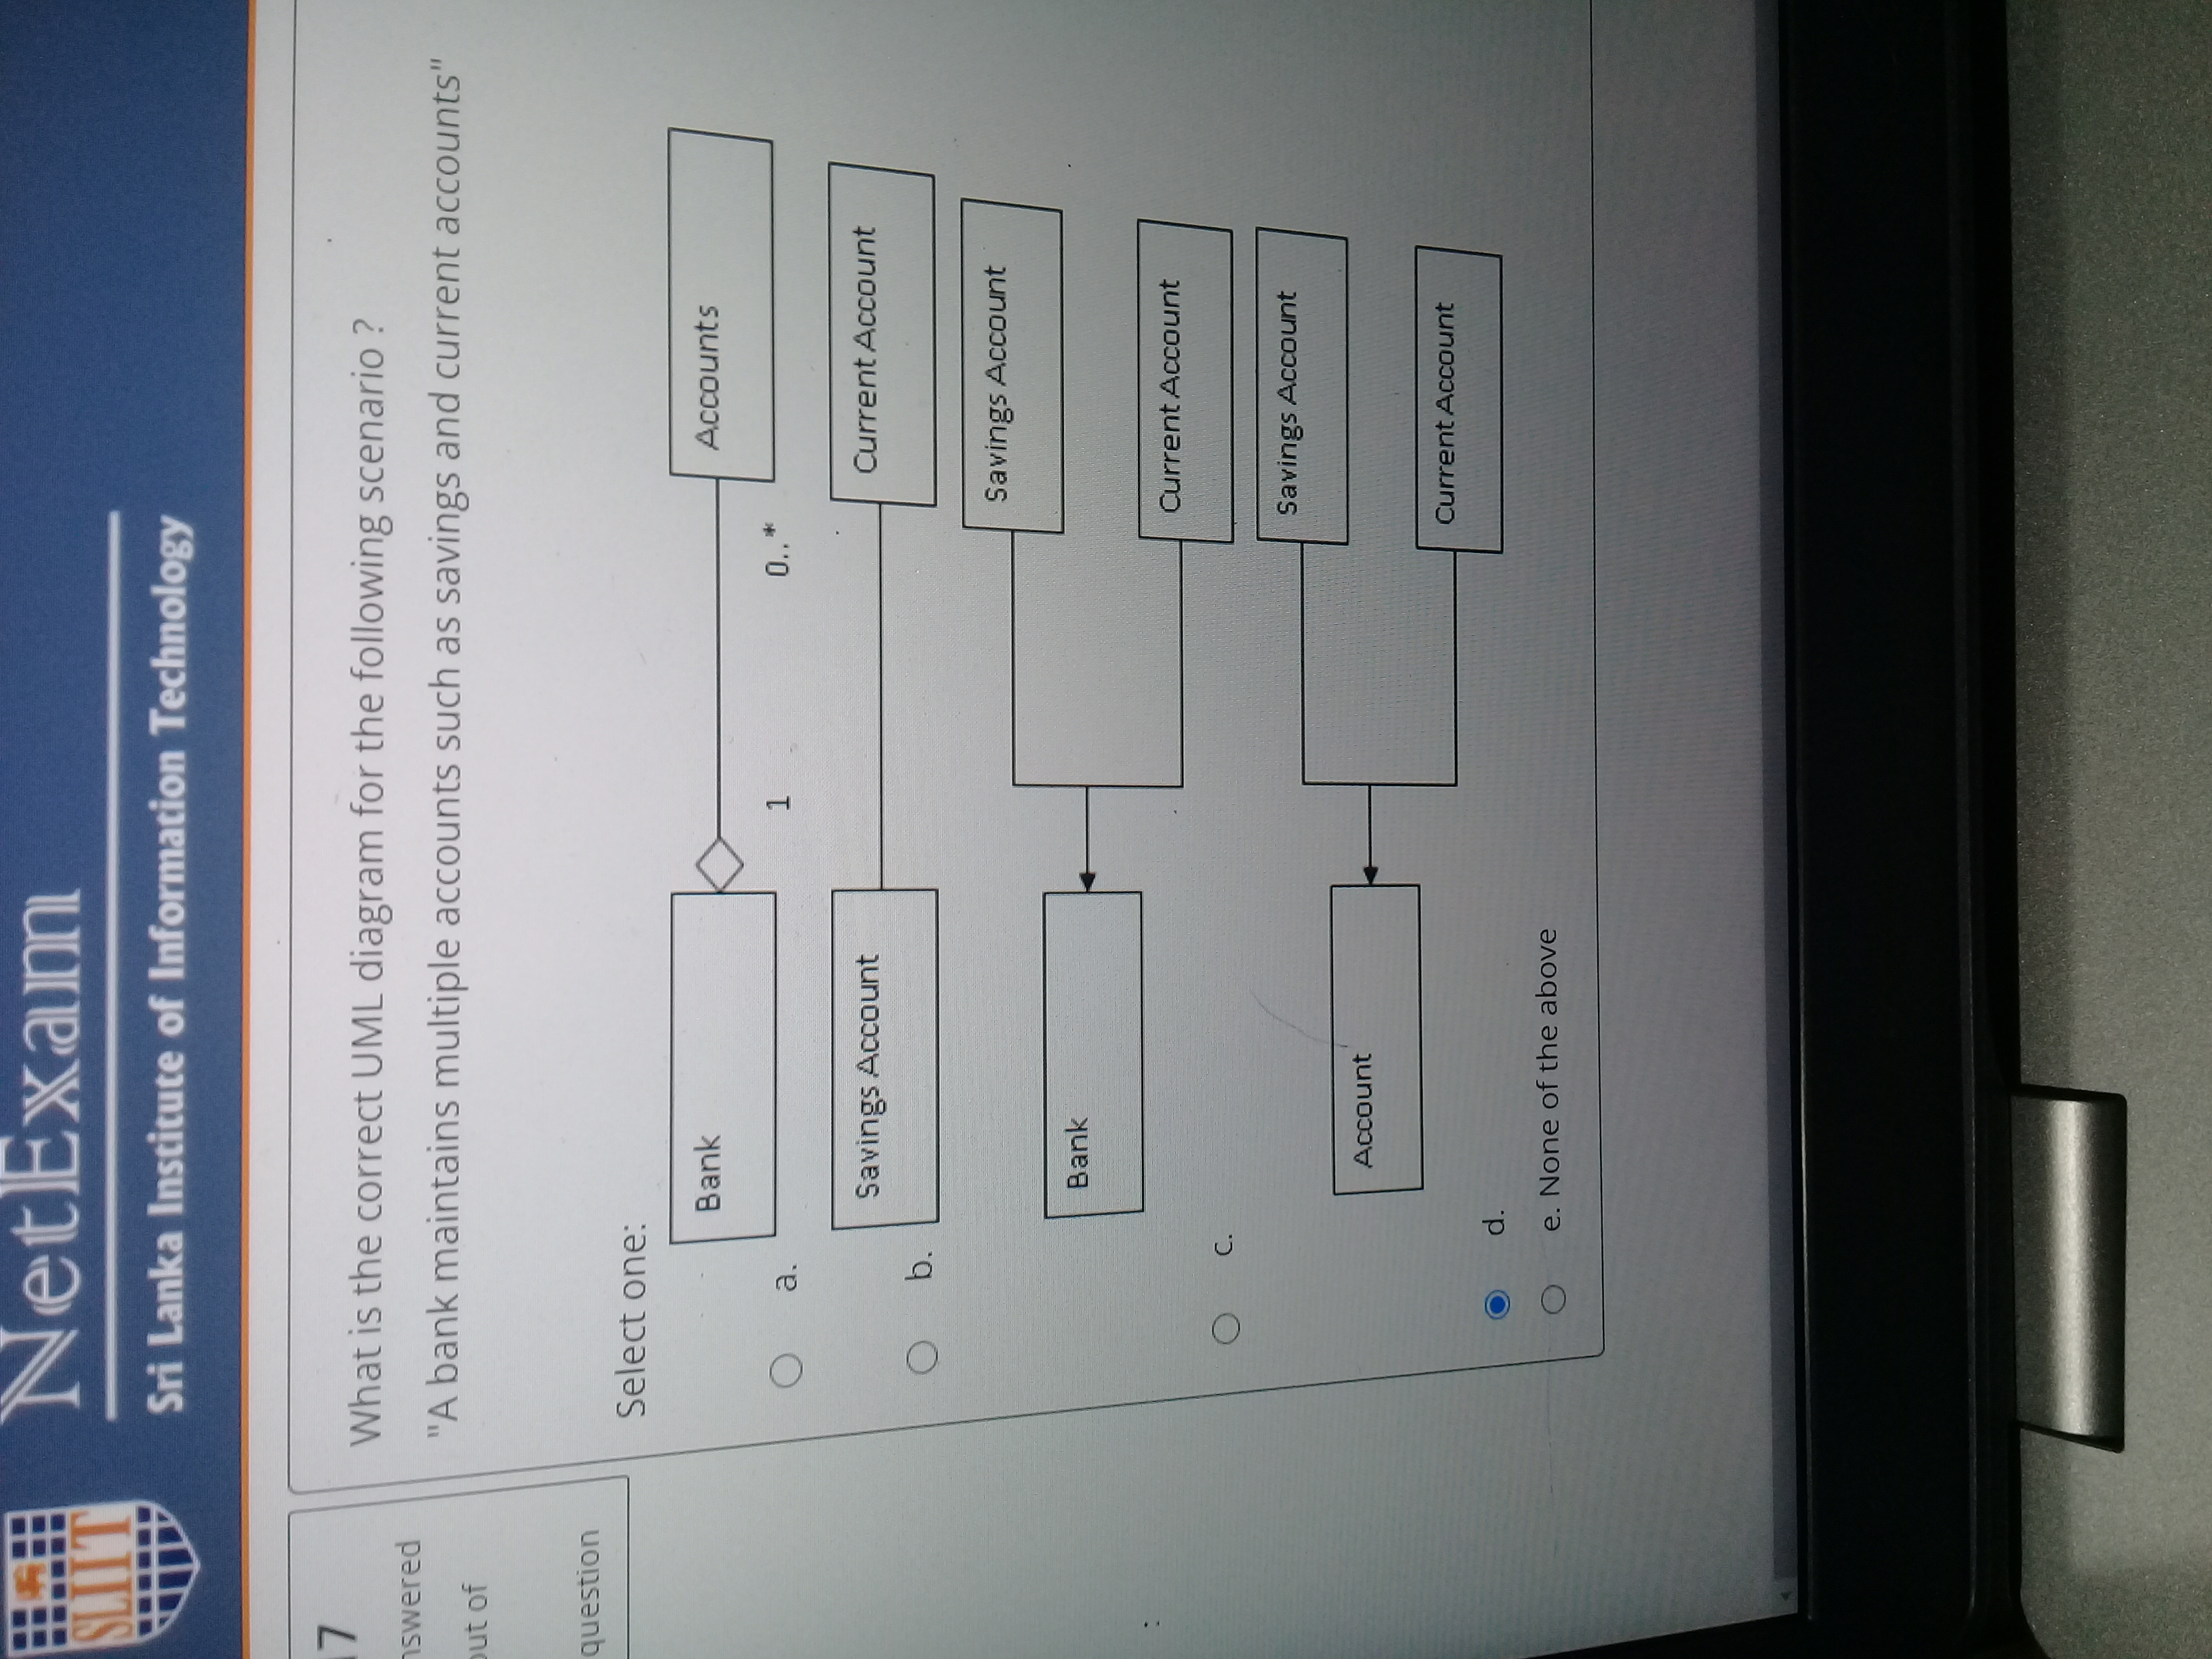 SLIIT
NetExam
Sri Lanka Institute of Information Technology
17
What is the correct UML diagram for the following scenario ?
"A bank maintains multiple accounts such as savings and current accounts"
out of
question
Select one:
Bank
Accounts
a.
1
0..*
Savings Account
Current Account
b.
Savings Account
Bank
Current Account
c.
Savings Account
Account
Current Account
d.
e. None of the above